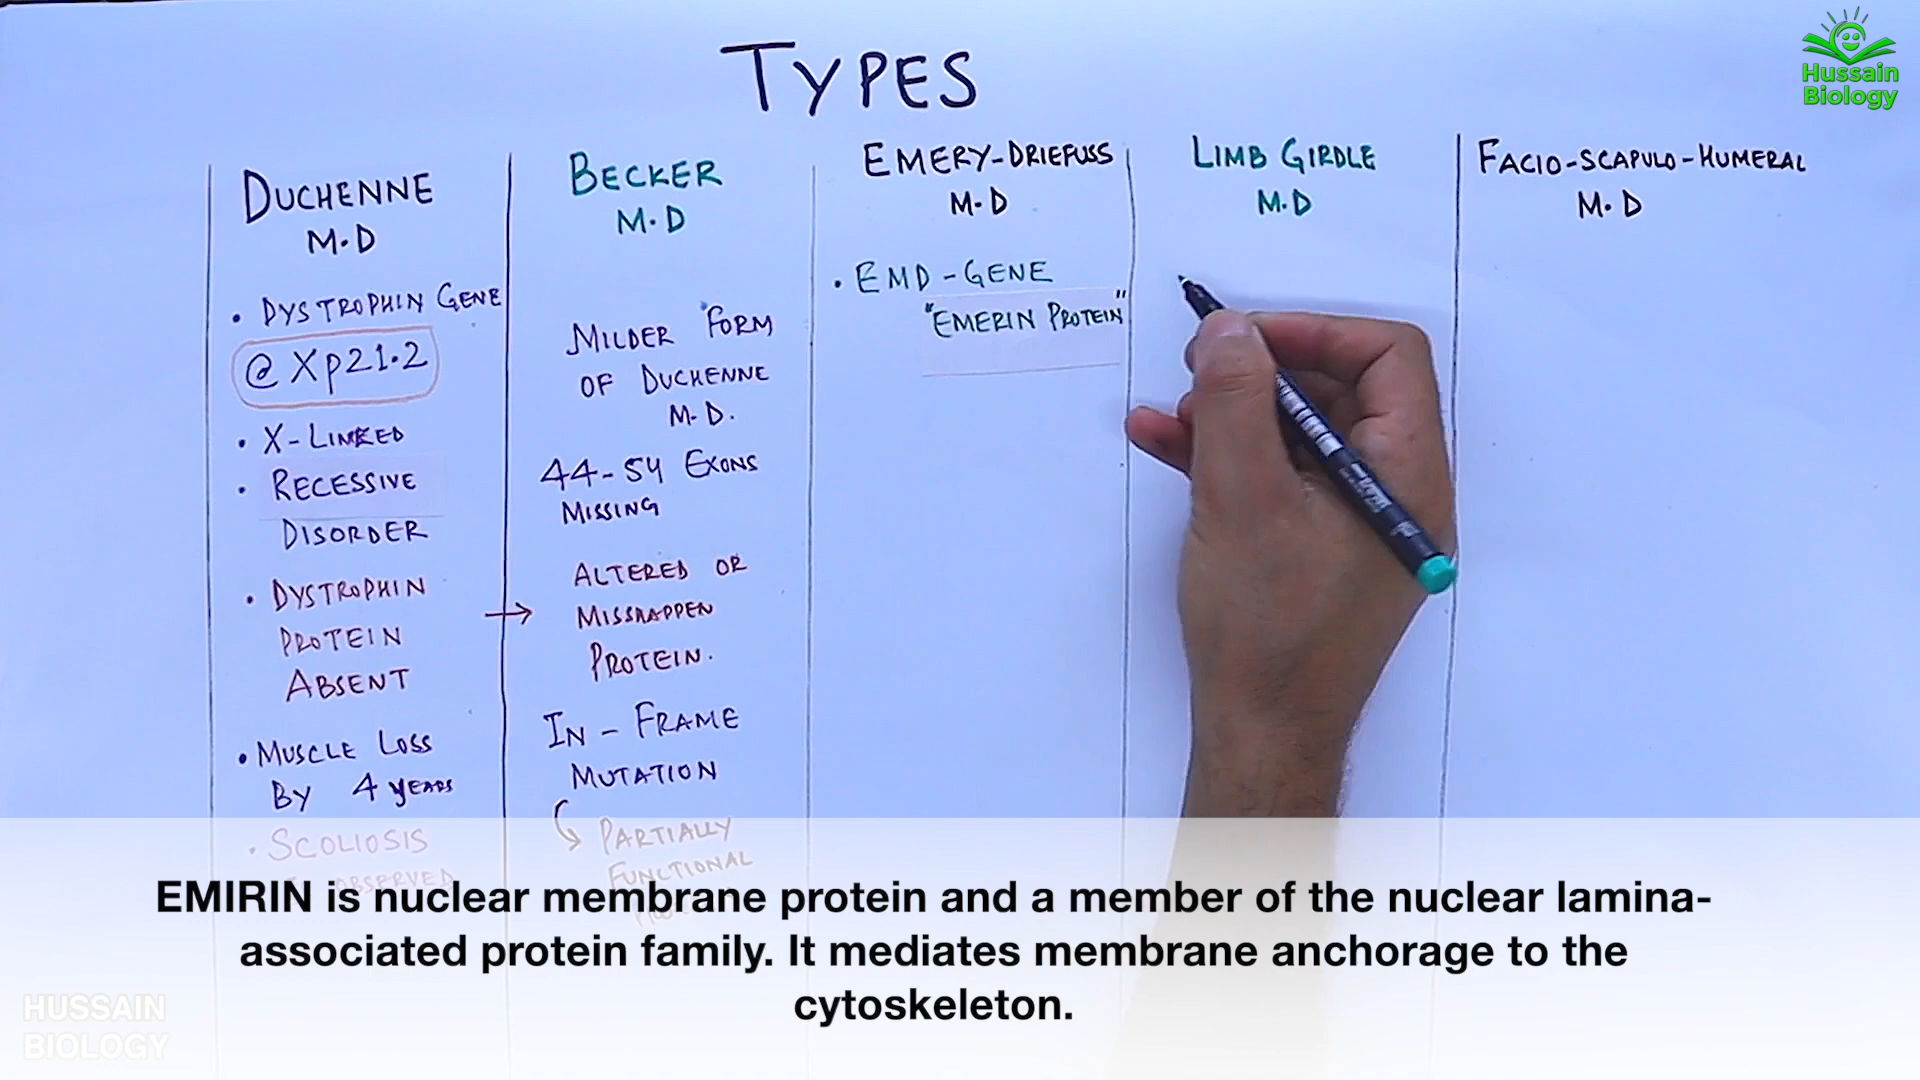 TYPES
Hussain
Biology
DUCHENNE
M.D
• DYSTROPHIN GENE
@ Xp21.2
• X-LINKED
• RECESSIVE
DISORDER
• DYSTROPHIN
PROTEIN
ABSENT
• MUSCLE LOSS
BY 4 YEARS
• SCOLIOSIS
OBSERVED
BECKER
M.D
MILDER FORM
OF DUCHENNE
M.D.
44-54 EXONS
MISSING
ALTERED OR
MISSHAPPEN
PROTEIN.
IN-FRAME
MUTATION
PARTIALLY
FUNCTIONAL
EMERY-DRIEFUSS
M.D
• EMD-GENE
"EMERIN PROTEIN"
LIMB GIRDLE
M.D
FACIO-SCAPULO-HUMERAL
M.D
EMIRIN is nuclear membrane protein and a member of the nuclear lamina-
associated protein family. It mediates membrane anchorage to the
cytoskeleton.
HUSSAIN
BIOLOGY